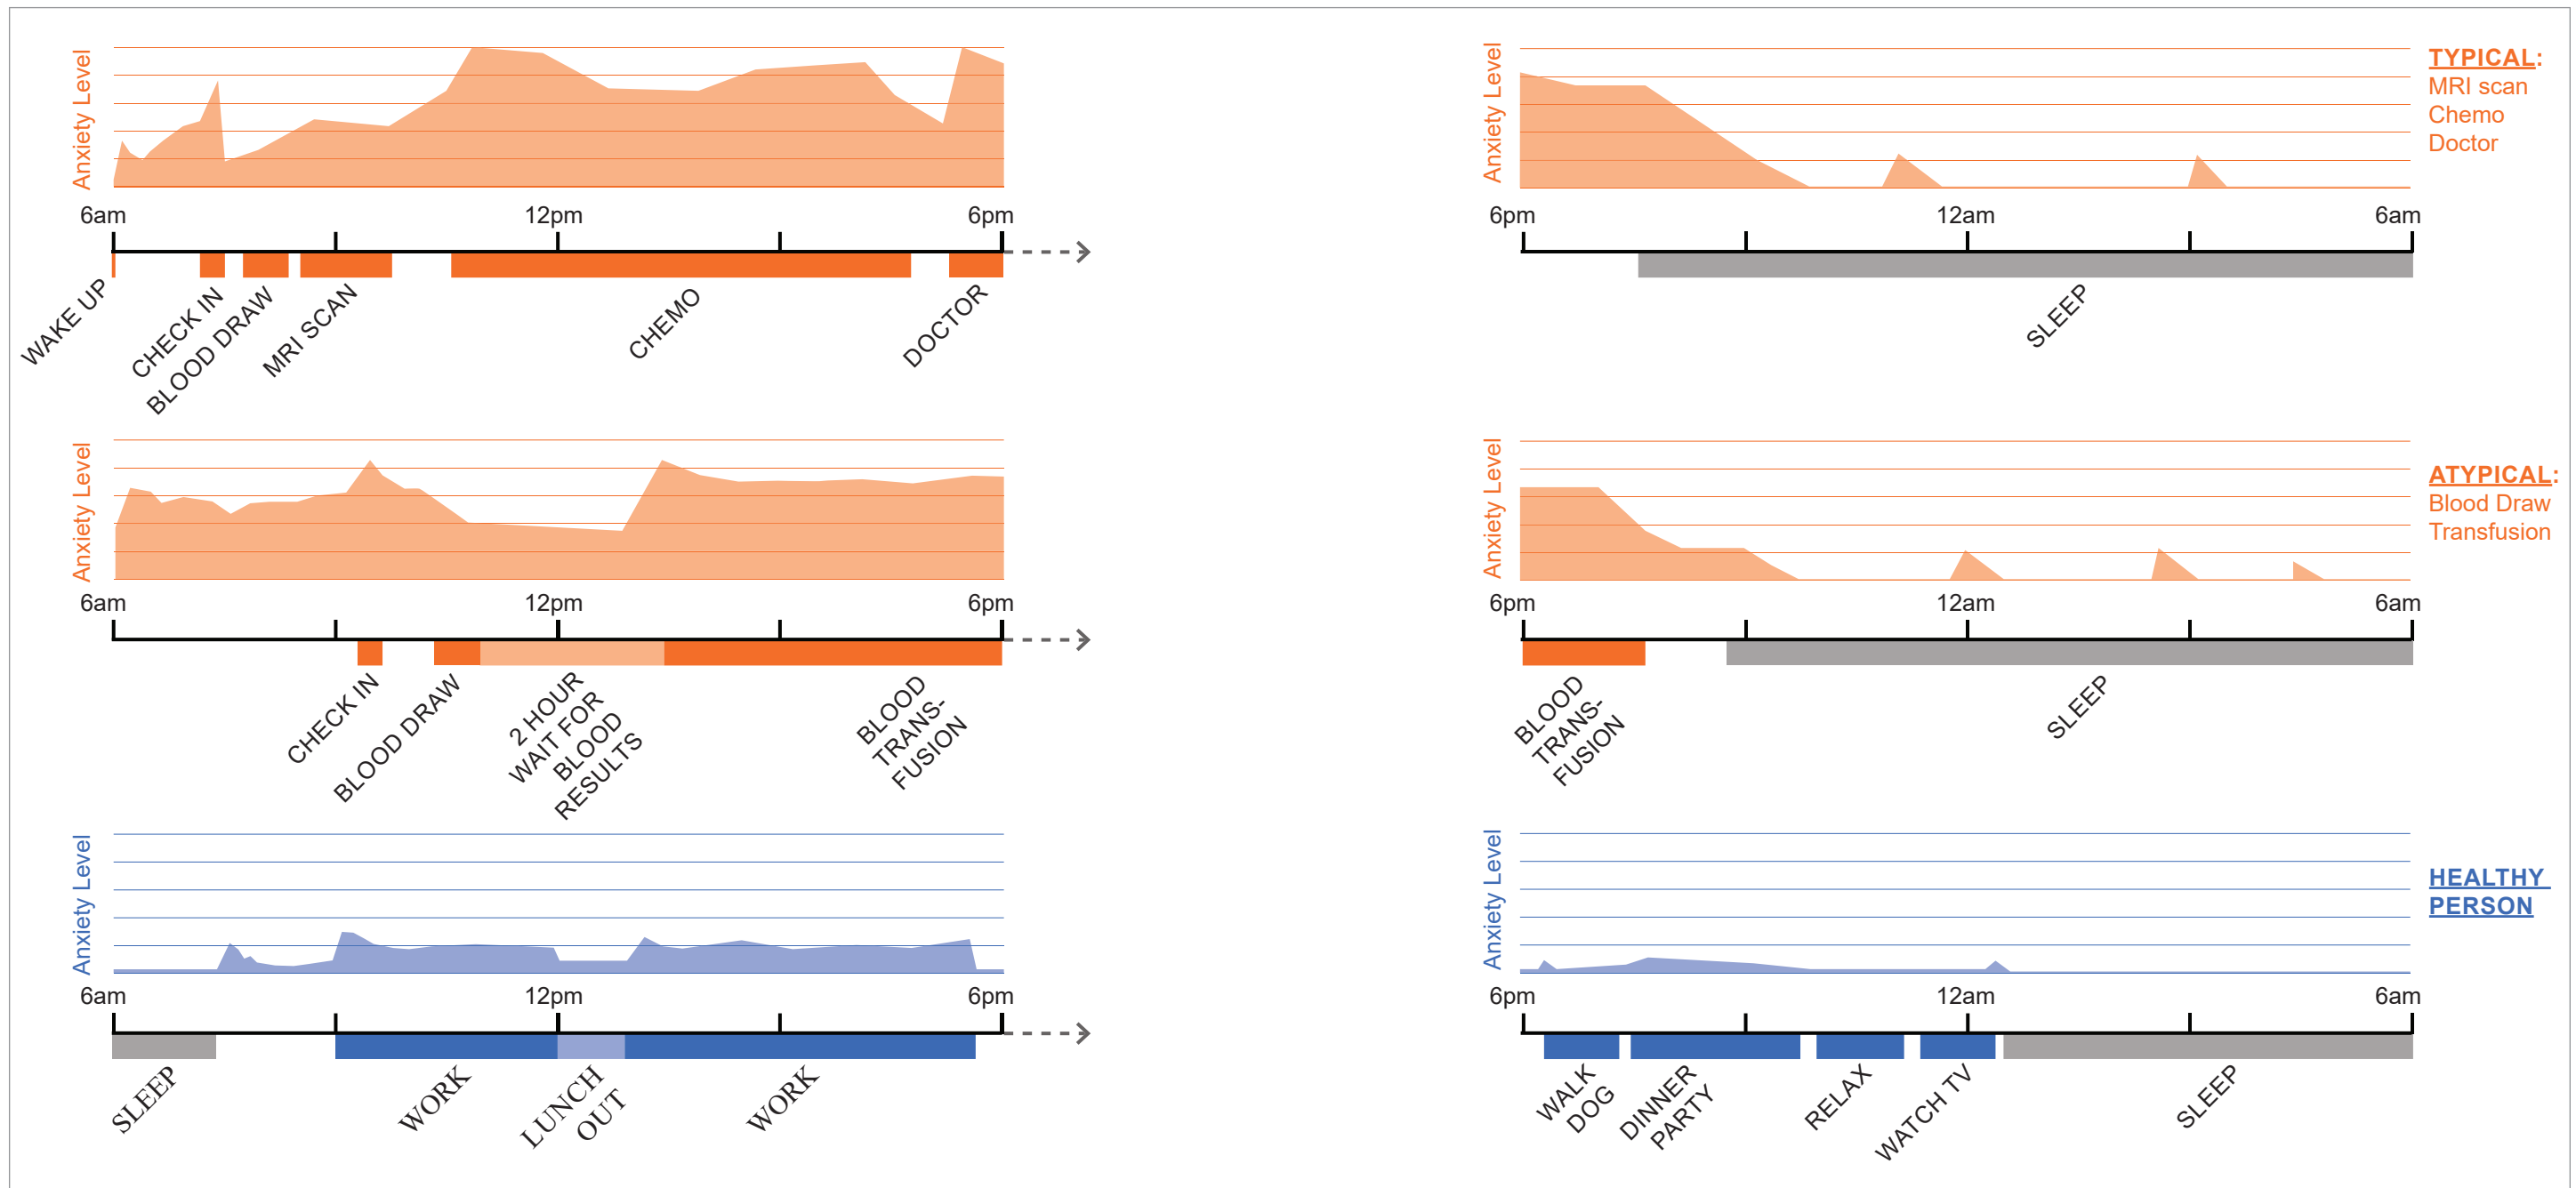 Anxiety Level
6am
12pm
6pm
WAKE UP
CHECK IN
BLOOD DRAW
MRI SCAN
CHEMO
DOCTOR
Anxiety Level
6pm
12am
6am
SLEEP
TYPICAL:
MRI scan
Chemo
Doctor
Anxiety Level
6am
12pm
6pm
CHECK IN
BLOOD DRAW
2 HOUR
WAIT FOR
BLOOD
RESULTS
BLOOD
TRANS-
FUSION
Anxiety Level
6pm
12am
6am
BLOOD
TRANS-
FUSION
SLEEP
ATYPICAL:
Blood Draw
Transfusion
Anxiety Level
6am
12pm
6pm
SLEEP
WORK
LUNCH
OUT
WORK
Anxiety Level
6pm
12am
6am
WALK
DOG
DINNER
PARTY
RELAX
WATCH TV
SLEEP
HEALTHY
PERSON